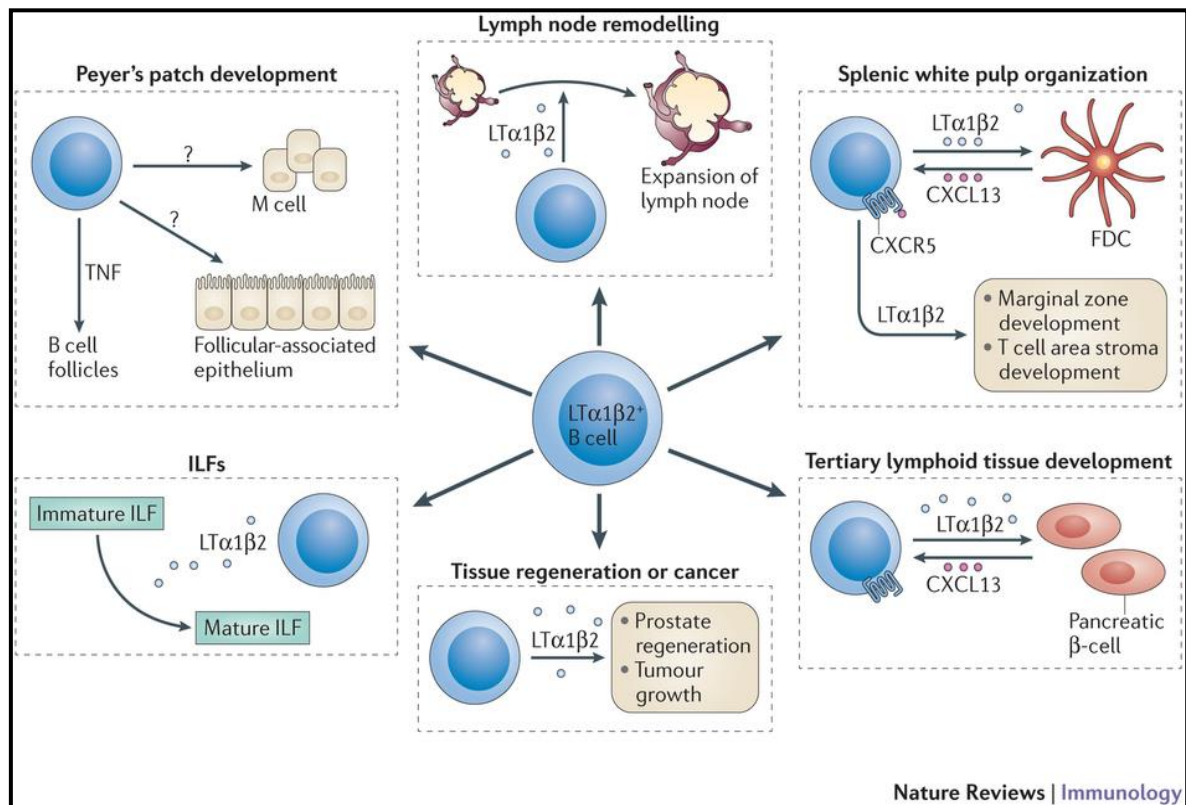 Lymph node remodelling
LTα1β2
Expansion of
lymph node
Peyer's patch development
?
M cell
?
TNF
B cell
follicles
Follicular-associated
epithelium
Splenic white pulp organization
LTα1β2
CXCL13
CXCR5
FDC
LTα1β2
• Marginal zone
development
• T cell area stroma
development
LTα1β2⁺
B cell
ILFs
Immature ILF
LTα1β2
Mature ILF
Tissue regeneration or cancer
LTα1β2
• Prostate
regeneration
• Tumour
growth
Tertiary lymphoid tissue development
LTα1β2
CXCL13
Pancreatic
β-cell
Nature Reviews | Immunology